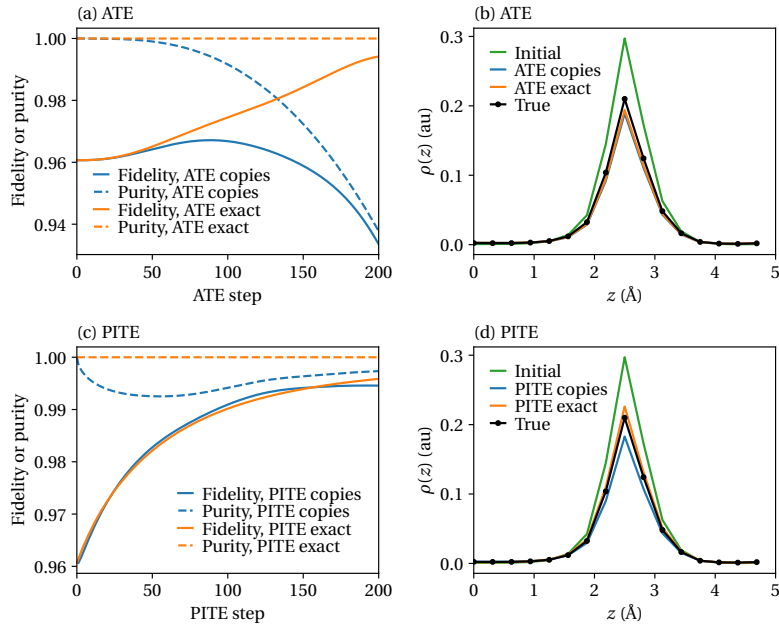 (a) ATE
1.00
0.98
0.96
0.94
Fidelity or purity
Fidelity, ATE copies
Purity, ATE copies
Fidelity, ATE exact
Purity, ATE exact
0 50 100 150 200
ATE step
(b) ATE
0.3
0.2
0.1
0.0
ρ(z) (au)
Initial
ATE copies
ATE exact
True
0 1 2 3 4 5
z (Å)
(c) PITE
1.00
0.99
0.98
0.97
0.96
Fidelity or purity
Fidelity, PITE copies
Purity, PITE copies
Fidelity, PITE exact
Purity, PITE exact
0 50 100 150 200
PITE step
(d) PITE
0.3
0.2
0.1
0.0
ρ(z) (au)
Initial
PITE copies
PITE exact
True
0 1 2 3 4 5
z (Å)